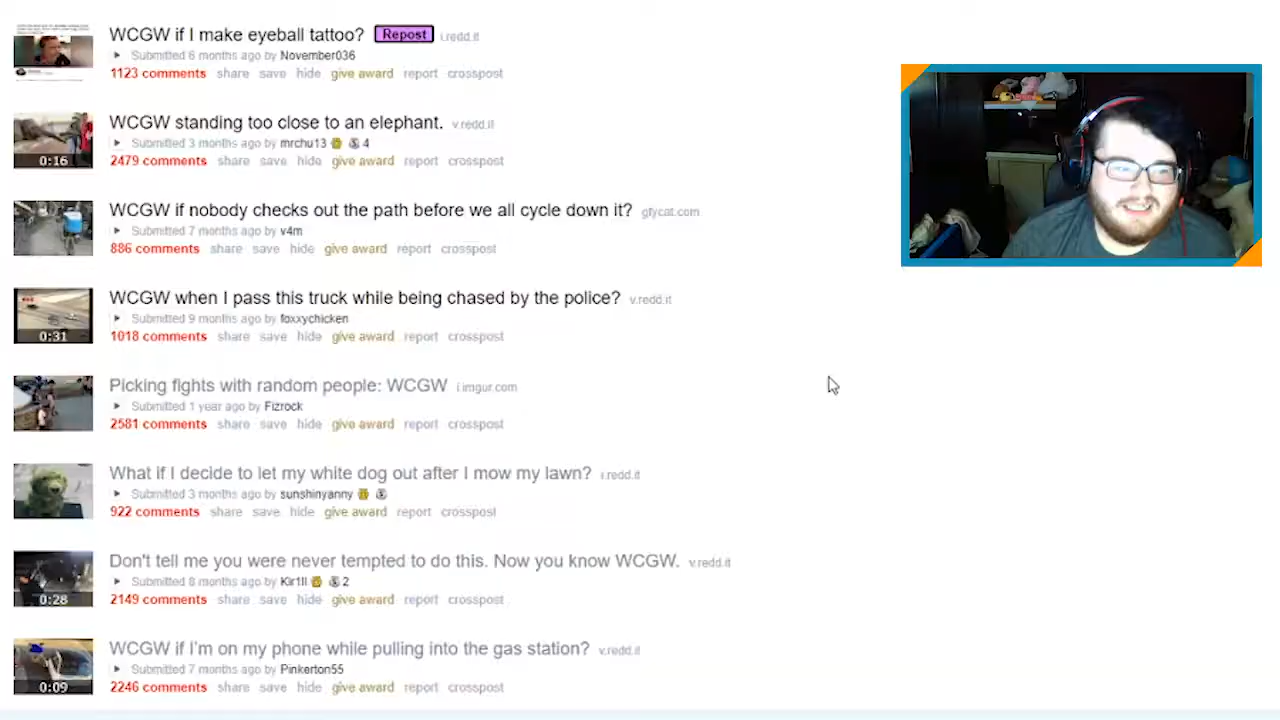 WCGW if I make eyeball tattoo? Repost i.redd.it
Submitted 6 months ago by November036
1123 comments share save hide give award report crosspost
WCGW standing too close to an elephant. v.redd.it
Submitted 3 months ago by mrchu13 4
0:16
2479 comments share save hide give award report crosspost
WCGW if nobody checks out the path before we all cycle down it? gfycat.com
Submitted 7 months ago by v4m
886 comments share save hide give award report crosspost
WCGW when I pass this truck while being chased by the police? v.redd.it
Submitted 9 months ago by foxxychicken
0:31
1018 comments share save hide give award report crosspost
Picking fights with random people: WCGW i.imgur.com
Submitted 1 year ago by Fizrock
2581 comments share save hide give award report crosspost
What if I decide to let my white dog out after I mow my lawn? i.redd.it
Submitted 3 months ago by sunshinyanny
922 comments share save hide give award report crosspost
Don't tell me you were never tempted to do this. Now you know WCGW. v.redd.it
Submitted 8 months ago by Kir1ll 2
0:28
2149 comments share save hide give award report crosspost
WCGW if I'm on my phone while pulling into the gas station? v.redd.it
Submitted 7 months ago by Pinkerton55
0:09
2246 comments share save hide give award report crosspost